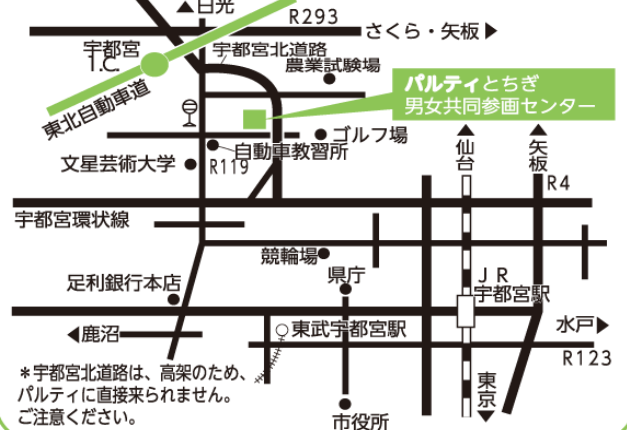 ▲日光
R293
さくら・矢板▶
宇都宮
I.C.
宇都宮北道路
農業試験場
東北自動車道
パルティとちぎ
男女共同参画センター
ゴルフ場
自動車教習所
文星芸術大学
R119
▲
仙台
▲
矢板
R4
宇都宮環状線
競輪場
県庁
足利銀行本店
JR
宇都宮駅
◀鹿沼
東武宇都宮駅
水戸▶
R123
*宇都宮北道路は、高架のため、
パルティに直接来られません。
ご注意ください。
東京
▼
市役所